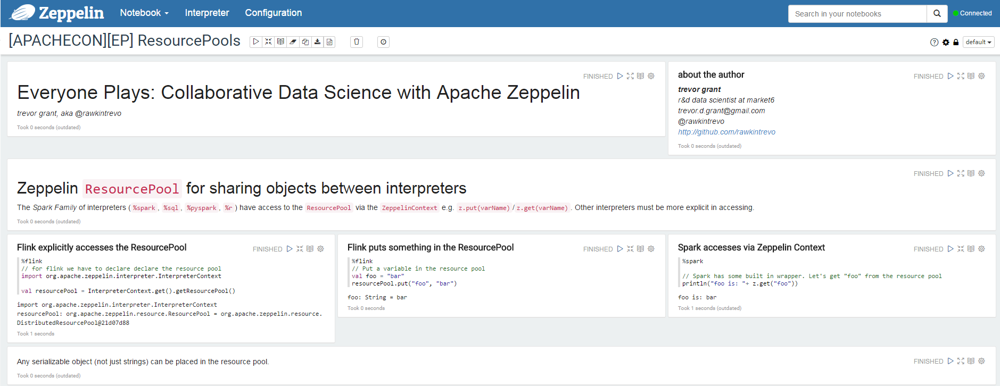 Zeppelin Notebook Interpreter Configuration Search in your notebooks Connected
[APACHECON][EP] ResourcePools default
FINISHED
Everyone Plays: Collaborative Data Science with Apache Zeppelin
trevor grant, aka @rawkintrevo
Took 0 seconds (outdated)
about the author FINISHED
trevor grant
r&d data scientist at market6
trevor.d.grant@gmail.com
@rawkintrevo
http://github.com/rawkintrevo
Took 0 seconds (outdated)
FINISHED
Zeppelin ResourcePool for sharing objects between interpreters
The Spark Family of interpreters ( %spark , %sql , %pyspark , %r ) have access to the ResourcePool via the ZeppelinContext e.g. z.put(varName) / z.get(varName) . Other interpreters must be more explicit in accessing.
Took 0 seconds (outdated)
Flink explicitly accesses the ResourcePool FINISHED
%flink
// for flink we have to declare declare the resource pool
import org.apache.zeppelin.interpreter.InterpreterContext
val resourcePool = InterpreterContext.get().getResourcePool()
import org.apache.zeppelin.interpreter.InterpreterContext
resourcePool: org.apache.zeppelin.resource.ResourcePool = org.apache.zeppelin.resource.
DistributedResourcePool@21d07d88
Took 1 seconds
Flink puts something in the ResourcePool FINISHED
%flink
// Put a variable in the resource pool
val foo = "bar"
resourcePool.put("foo", "bar")
foo: String = bar
Took 0 seconds
Spark accesses via Zeppelin Context FINISHED
%spark
// Spark has some built in wrapper. Let's get "foo" from the resource pool
println("foo is: "+ z.get("foo"))
foo is: bar
Took 1 seconds (outdated)
Any serializable object (not just strings) can be placed in the resource pool. FINISHED
Took 0 seconds (outdated)